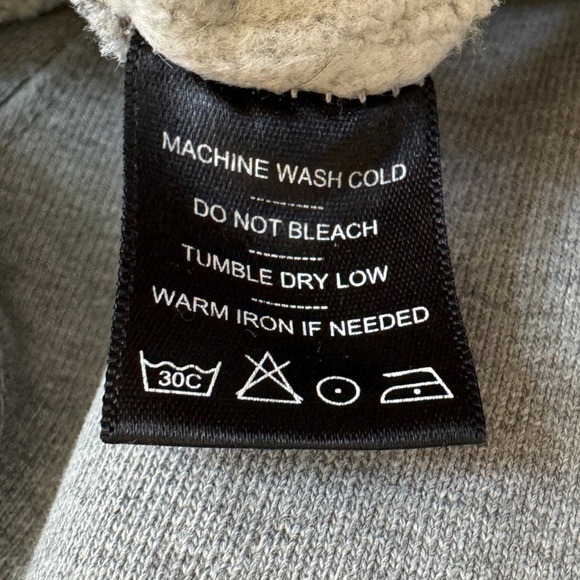 MACHINE WASH COLD
DO NOT BLEACH
TUMBLE DRY LOW
WARM IRON IF NEEDED
30C